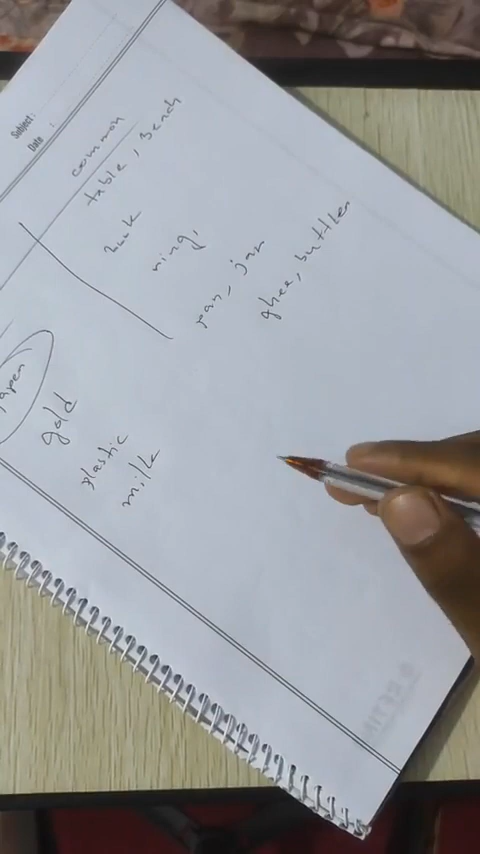 Subject:
Date :
common
table, Bench
book
ring,
pan, jar
ghee, butter
paper
gold
plastic
milk